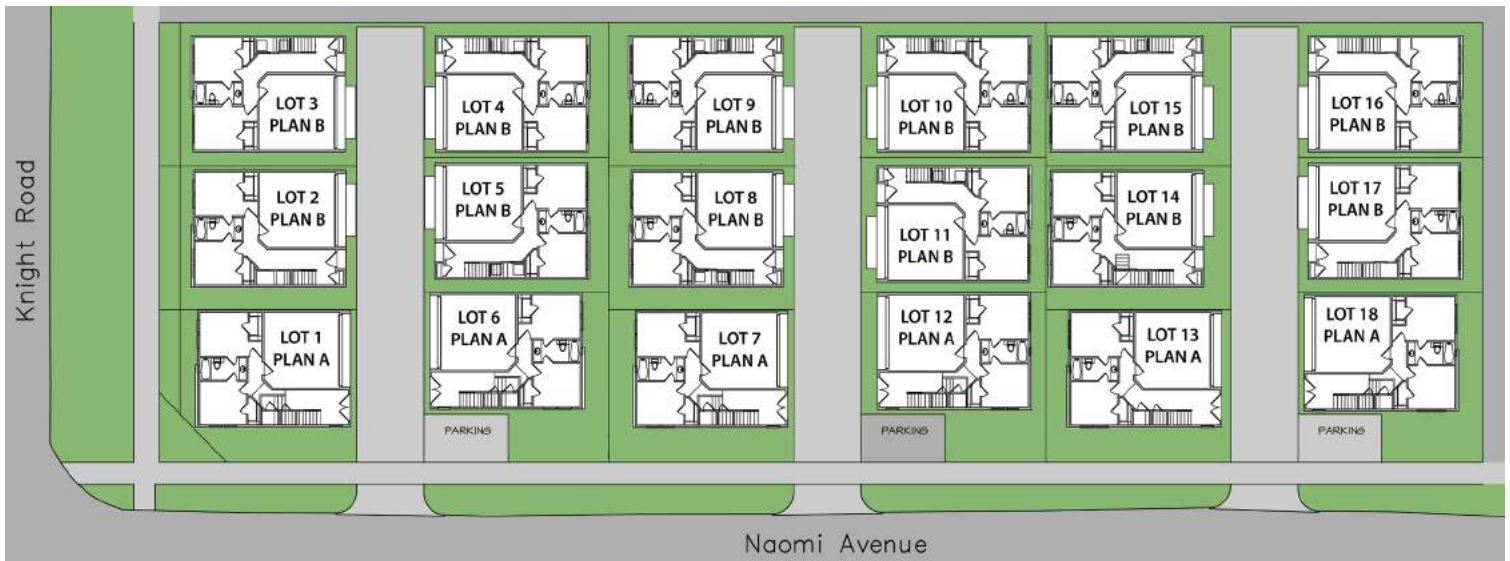 Knight Road
LOT 3
PLAN B
LOT 4
PLAN B
LOT 9
PLAN B
LOT 10
PLAN B
LOT 15
PLAN B
LOT 16
PLAN B
LOT 2
PLAN B
LOT 5
PLAN B
LOT 8
PLAN B
LOT 11
PLAN B
LOT 14
PLAN B
LOT 17
PLAN B
LOT 1
PLAN A
LOT 6
PLAN A
LOT 7
PLAN A
LOT 12
PLAN A
LOT 13
PLAN A
LOT 18
PLAN A
PARKING
PARKING
PARKING
Naomi Avenue